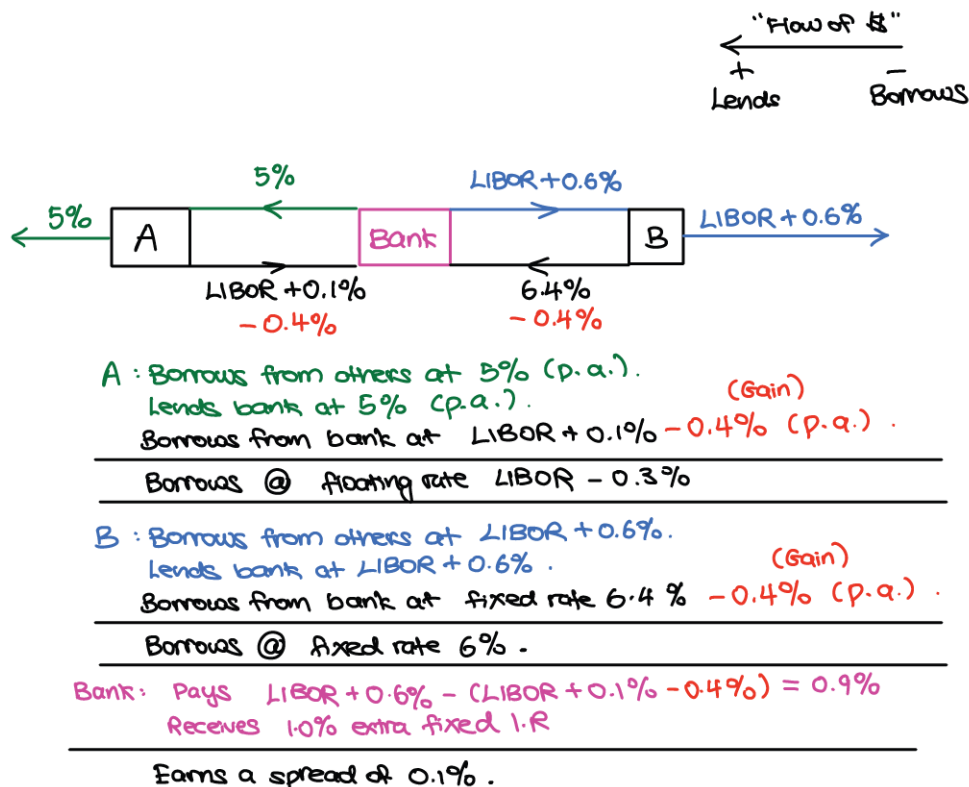 "Flow of $"
+ −
Lends Borrows
5% LIBOR + 0.6%
5% A Bank B LIBOR + 0.6%
LIBOR + 0.1% 6.4%
− 0.4% − 0.4%
A : Borrows from others at 5% (p.a.).
(Gain)
Lends bank at 5% (p.a.).
Borrows from bank at LIBOR + 0.1% − 0.4% (p.a.).
Borrows @ floating rate LIBOR − 0.3%
B : Borrows from others at LIBOR + 0.6%.
(Gain)
Lends bank at LIBOR + 0.6%.
Borrows from bank at fixed rate 6.4% − 0.4% (p.a.).
Borrows @ fixed rate 6%.
Bank: Pays LIBOR + 0.6% − (LIBOR + 0.1% − 0.4%) = 0.9%
Receives 1.0% extra fixed I.R
Earns a spread of 0.1%.